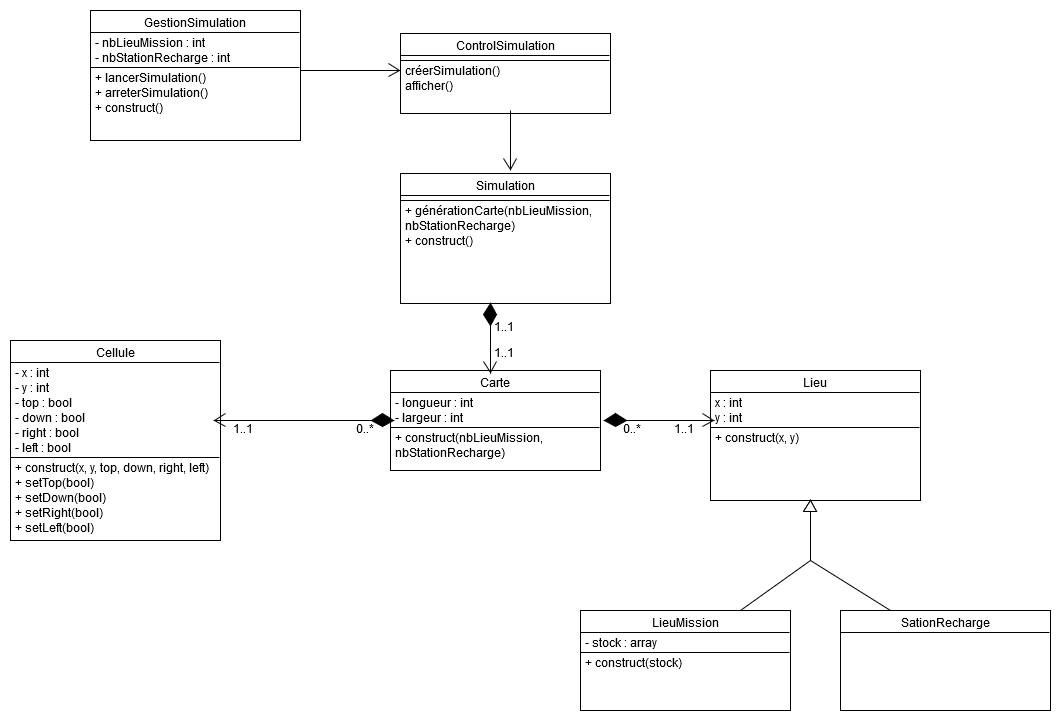 GestionSimulation
- nbLieuMission : int
- nbStationRecharge : int
+ lancerSimulation()
+ arreterSimulation()
+ construct()
ControlSimulation
créerSimulation()
afficher()
Simulation
+ générationCarte(nbLieuMission,
nbStationRecharge)
+ construct()
1..1
1..1
Cellule
- x : int
- y : int
- top : bool
- down : bool
- right : bool
- left : bool
+ construct(x, y, top, down, right, left)
+ setTop(bool)
+ setDown(bool)
+ setRight(bool)
+ setLeft(bool)
1..1
0..*
Carte
- longueur : int
- largeur : int
+ construct(nbLieuMission,
nbStationRecharge)
0..*
1..1
Lieu
x : int
y : int
+ construct(x, y)
LieuMission
- stock : array
+ construct(stock)
SationRecharge